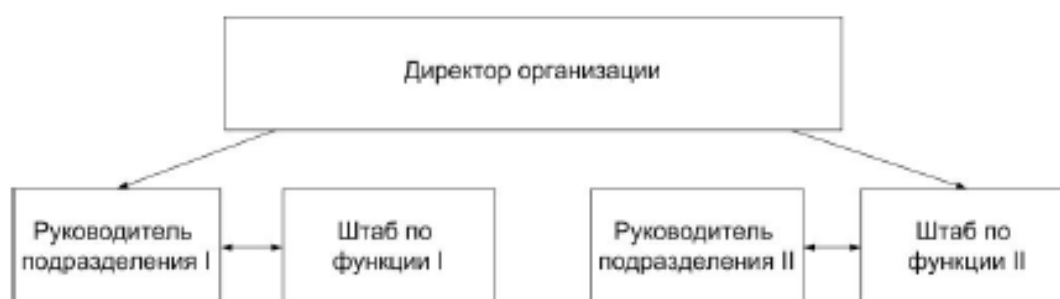 Директор организации
Руководитель
подразделения I
Штаб по
функции I
Руководитель
подразделения II
Штаб по
функции II